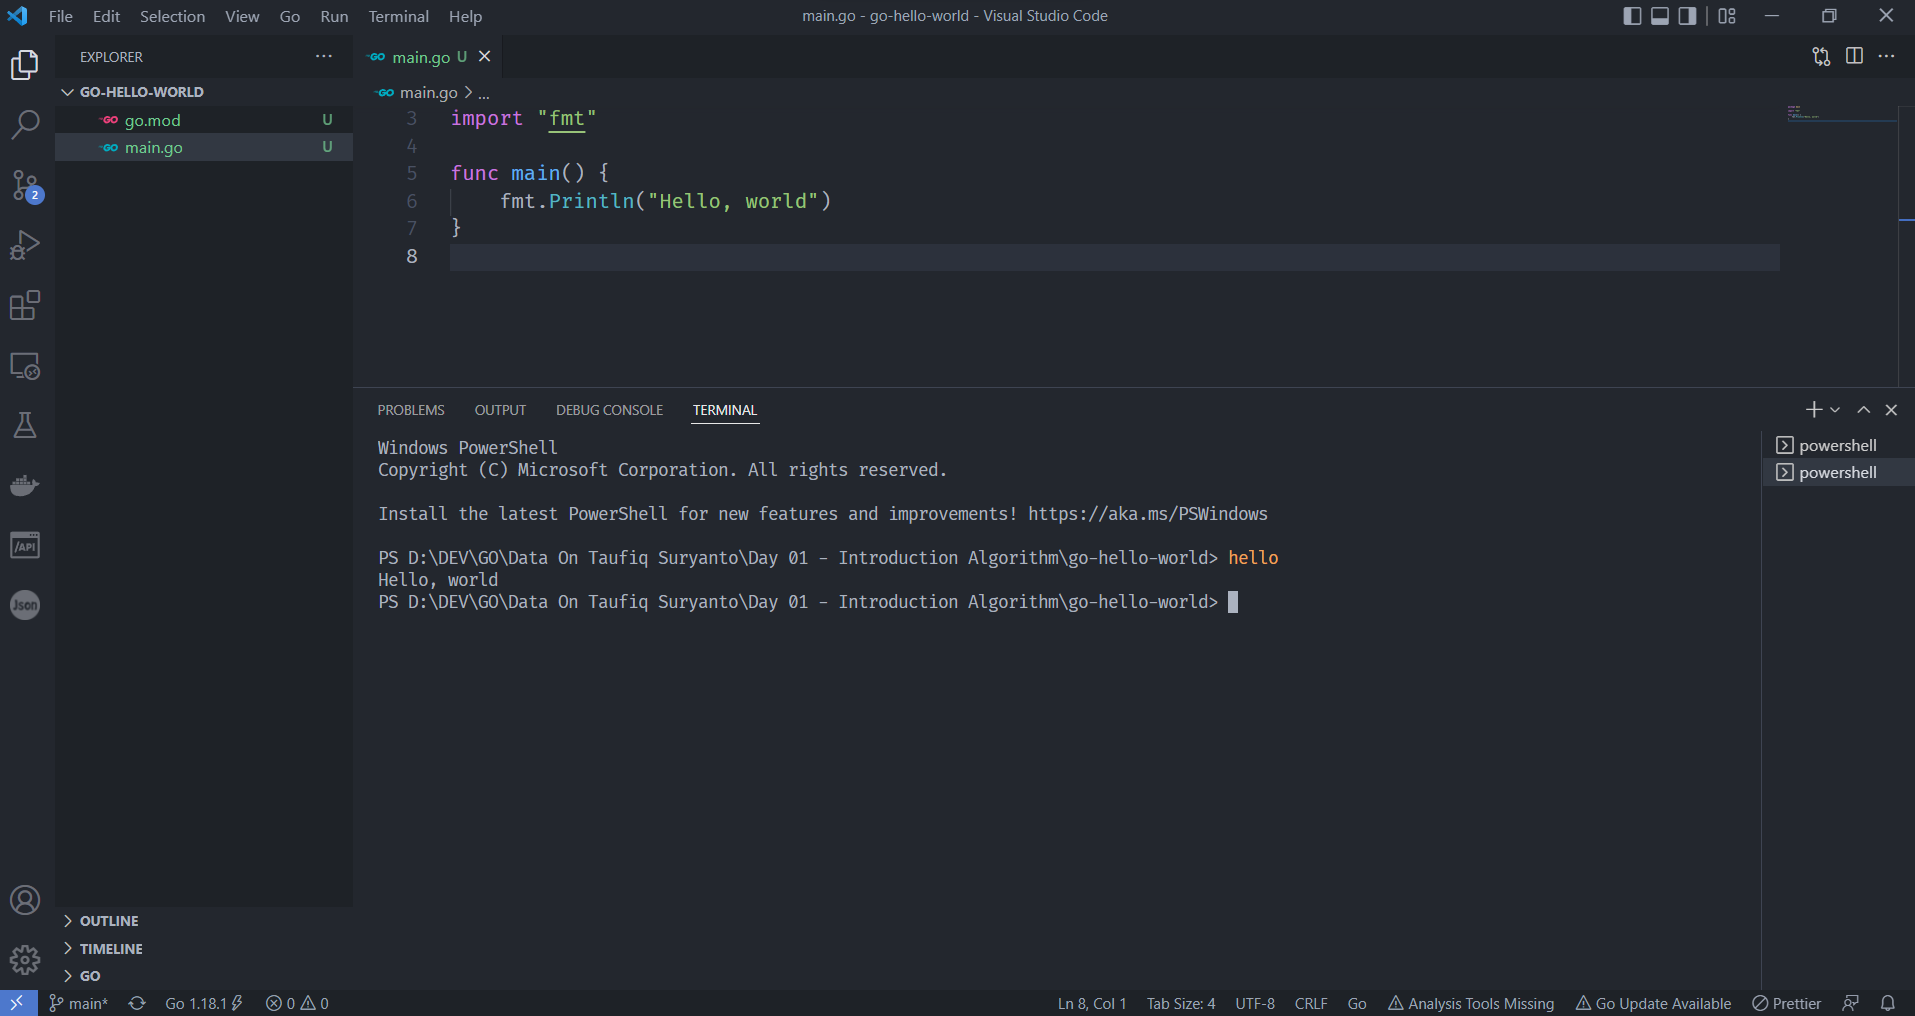 File Edit Selection View Go Run Terminal Help
main.go - go-hello-world - Visual Studio Code
EXPLORER
GO-HELLO-WORLD
GO go.mod U
GO main.go U
2
GO main.go U
GO main.go > ...
3 import "fmt"
4
5 func main() {
6 fmt.Println("Hello, world")
7 }
8
PROBLEMS OUTPUT DEBUG CONSOLE TERMINAL
Windows PowerShell
Copyright (C) Microsoft Corporation. All rights reserved.
Install the latest PowerShell for new features and improvements! https://aka.ms/PSWindows
PS D:\DEV\GO\Data On Taufiq Suryanto\Day 01 - Introduction Algorithm\go-hello-world> hello
Hello, world
PS D:\DEV\GO\Data On Taufiq Suryanto\Day 01 - Introduction Algorithm\go-hello-world>
powershell
powershell
/API
Json
OUTLINE
TIMELINE
GO
main* Go 1.18.1 0 0 Ln 8, Col 1 Tab Size: 4 UTF-8 CRLF Go Analysis Tools Missing Go Update Available Prettier